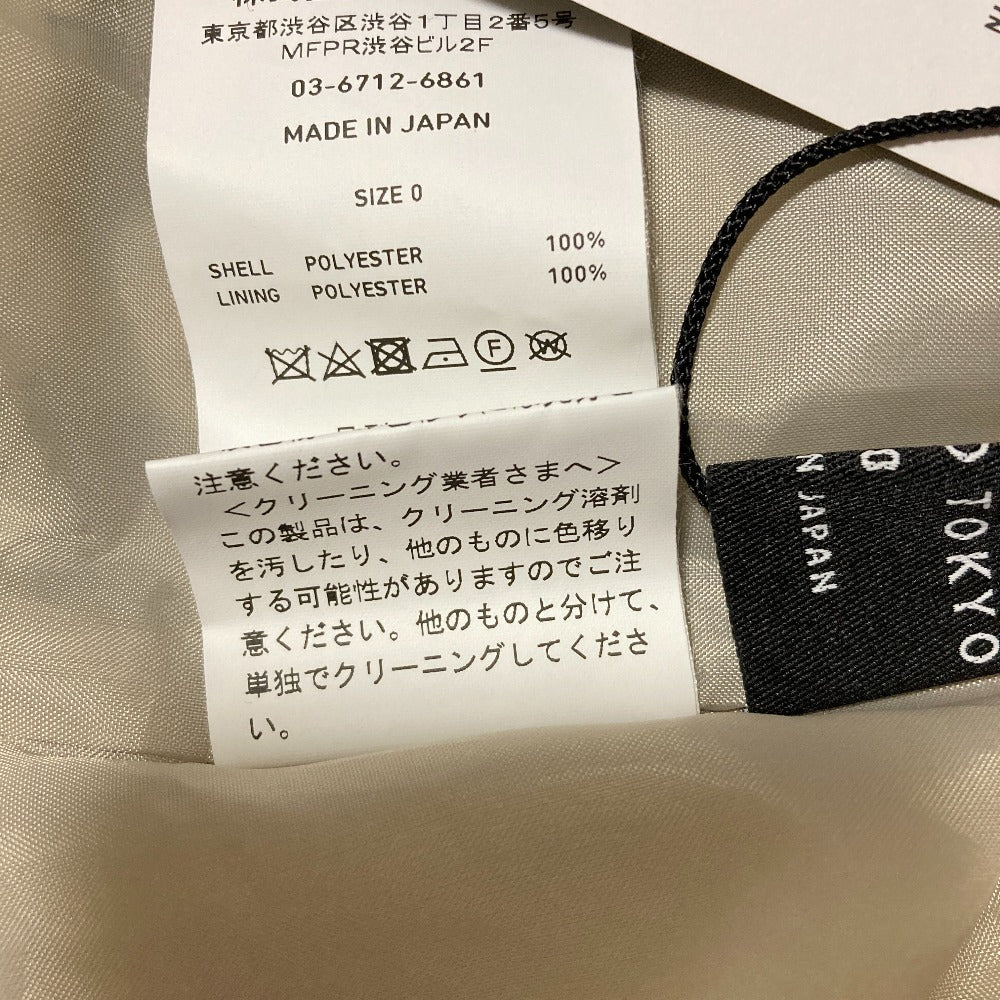 東京都渋谷区渋谷1丁目2番5号
MFPR渋谷ビル2F
03-6712-6861
MADE IN JAPAN
SIZE 0
SHELL POLYESTER 100%
LINING POLYESTER 100%
F
W
注意ください。
＜クリーニング業者さまへ＞
この製品は、クリーニング溶剤
を汚したり、他のものに色移り
する可能性がありますのでご注
意ください。他のものと分けて、
単独でクリーニングしてくださ
い。
TOKYO
N JAPAN